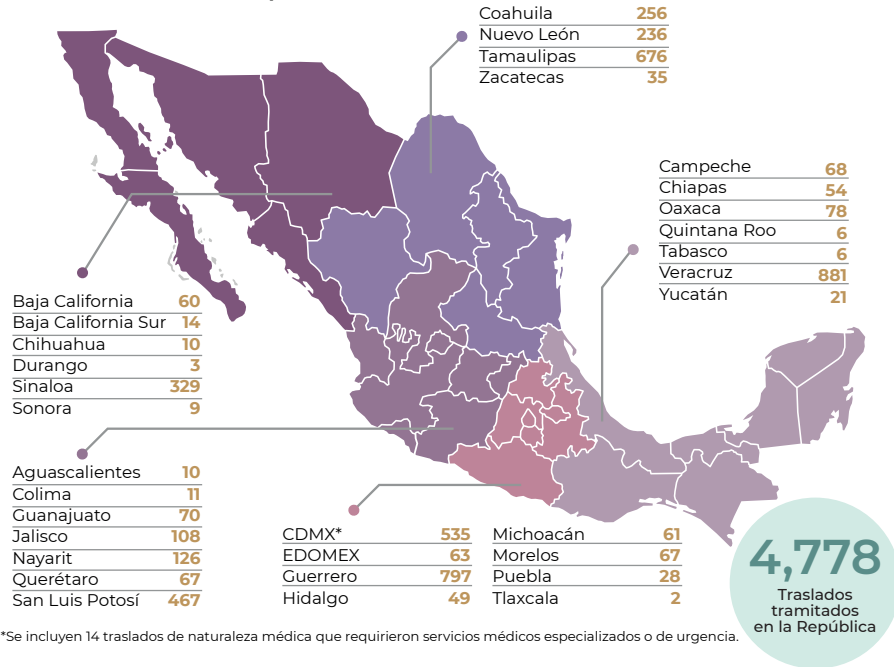 Coahuila 256
Nuevo León 236
Tamaulipas 676
Zacatecas 35
Campeche 68
Chiapas 54
Oaxaca 78
Quintana Roo 6
Tabasco 6
Veracruz 881
Yucatán 21
Baja California 60
Baja California Sur 14
Chihuahua 10
Durango 3
Sinaloa 329
Sonora 9
Aguascalientes 10
Colima 11
Guanajuato 70
Jalisco 108
Nayarit 126
Querétaro 67
San Luis Potosí 467
CDMX* 535
EDOMEX 63
Guerrero 797
Hidalgo 49
Michoacán 61
Morelos 67
Puebla 28
Tlaxcala 2
4,778
Traslados
tramitados
en la República
*Se incluyen 14 traslados de naturaleza médica que requirieron servicios médicos especializados o de urgencia.